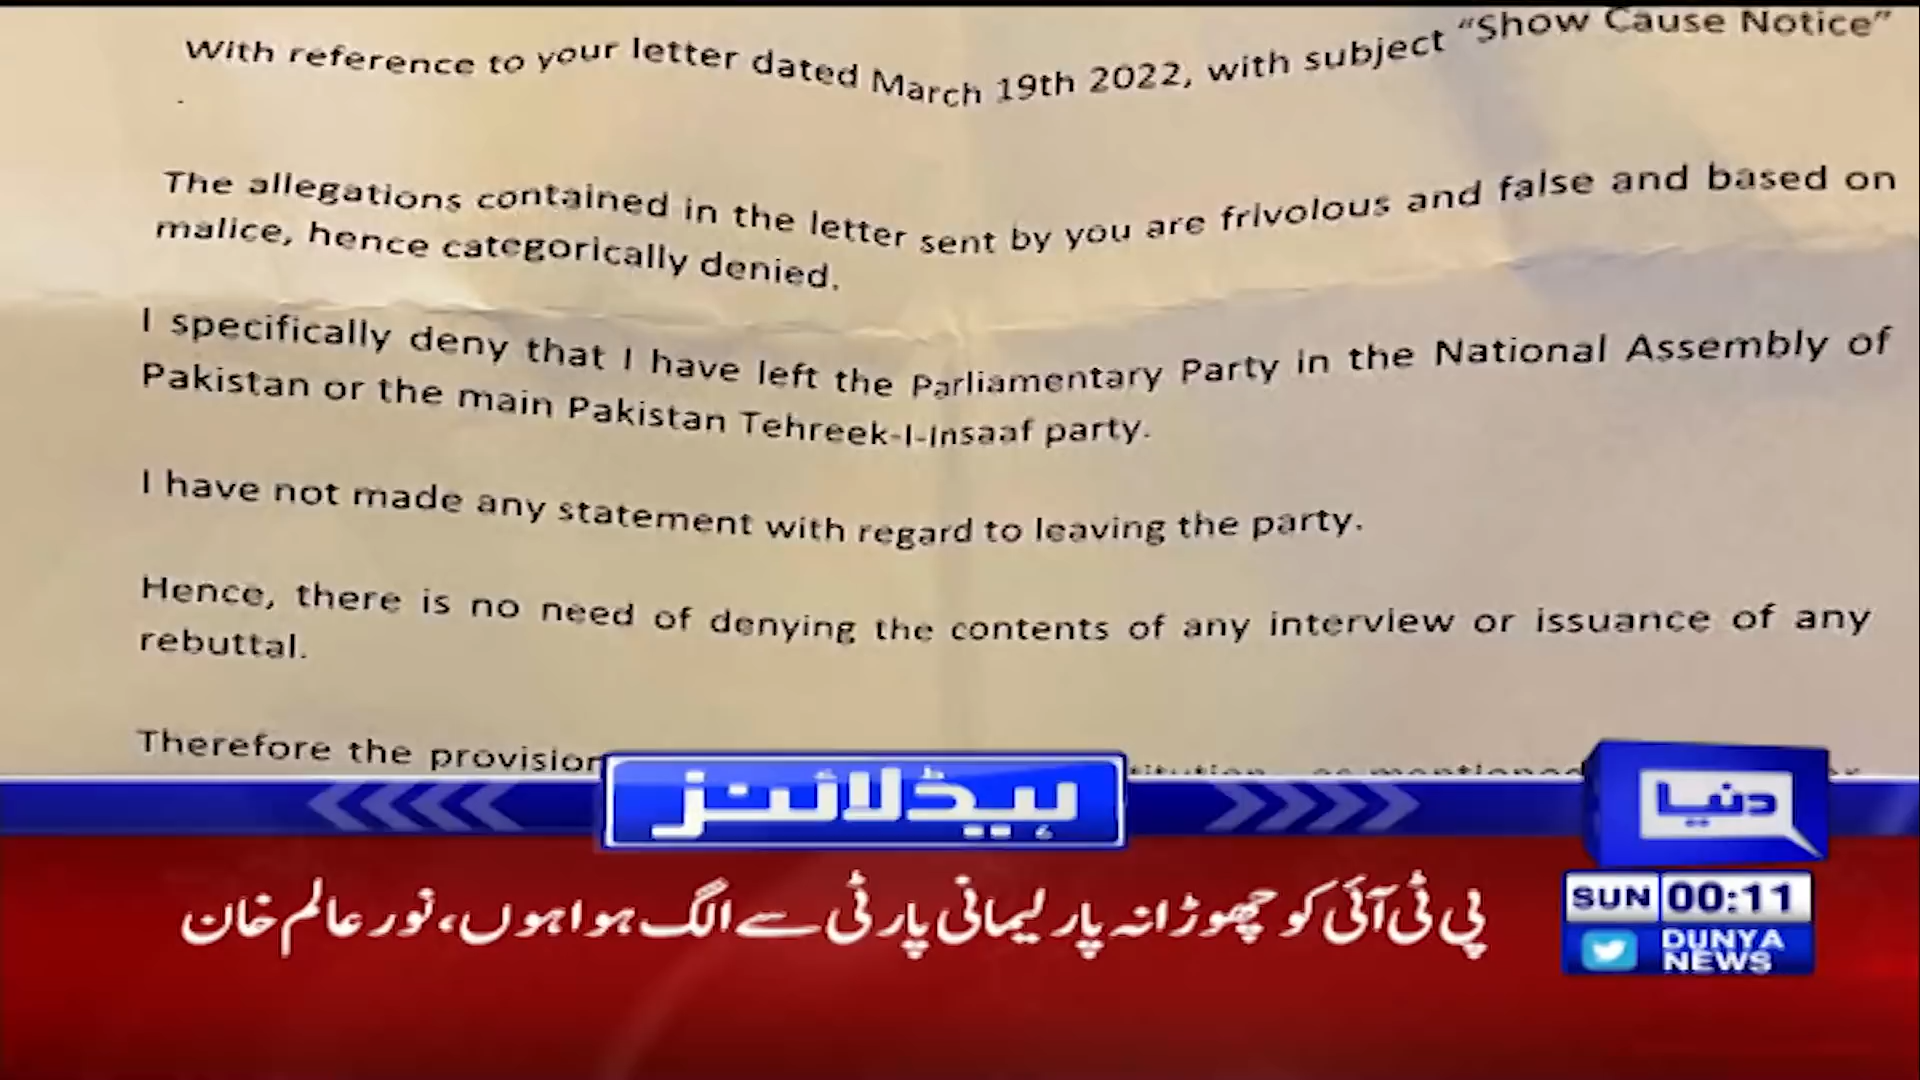 With reference to your letter dated March 19th 2022, with subject “Show Cause Notice”
The allegations contained in the letter sent by you are frivolous and false and based on
malice, hence categorically denied.
I specifically deny that I have left the Parliamentary Party in the National Assembly of
Pakistan or the main Pakistan Tehreek-I-Insaaf party.
I have not made any statement with regard to leaving the party.
Hence, there is no need of denying the contents of any interview or issuance of any
rebuttal.
Therefore the
ہیڈلائنز
دنیا
پی ٹی آئی کو چھوڑا نہ پارلیمانی پارٹی سے الگ ہوا ہوں، نور عالم خان
SUN 00:11
DUNYA
NEWS